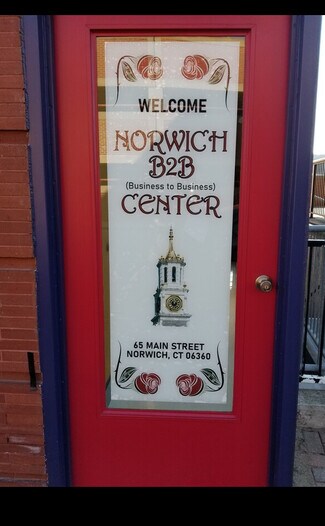 WELCOME
NORWICH
B2B
(Business to Business)
CENTER
65 MAIN STREET
NORWICH, CT 06360